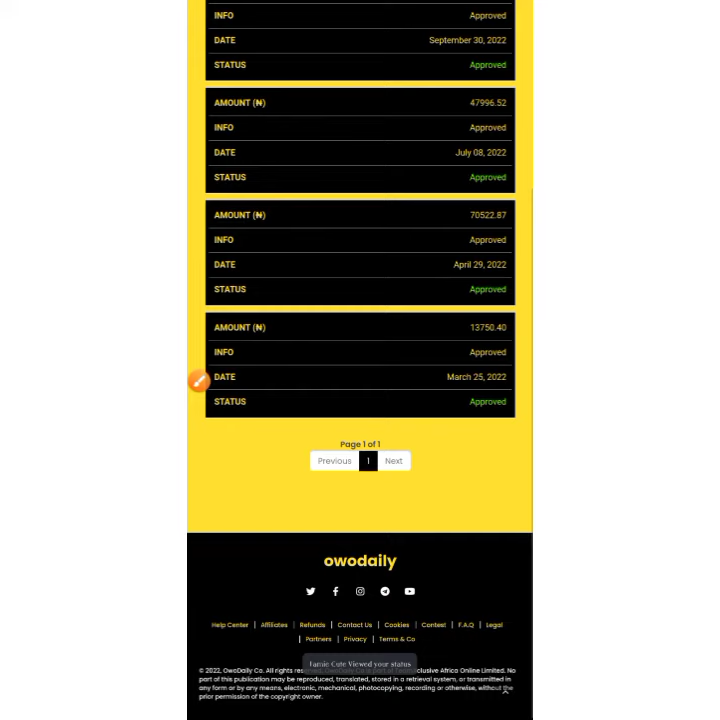 INFO Approved
DATE September 30, 2022
STATUS Approved
AMOUNT (₦) 47996.52
INFO Approved
DATE July 08, 2022
STATUS Approved
AMOUNT (₦) 70522.87
INFO Approved
DATE April 29, 2022
STATUS Approved
AMOUNT (₦) 13750.40
INFO Approved
DATE March 25, 2022
STATUS Approved
Page 1 of 1
Previous 1 Next
owodaily
Help Center | Affiliates | Refunds | Contact Us | Cookies | Contest | F.A.Q | Legal
| Partners | Privacy | Terms & Co
Jamie Cute Viewed your status
© 2022, OwoDaily Co. All rights clusive Africa Online Limited. No
part of this publication may be reproduced, translated, stored in a retrieval system, or transmitted in
any form or by any means, electronic, mechanical, photocopying, recording or otherwise, without the
prior permission of the copyright owner.